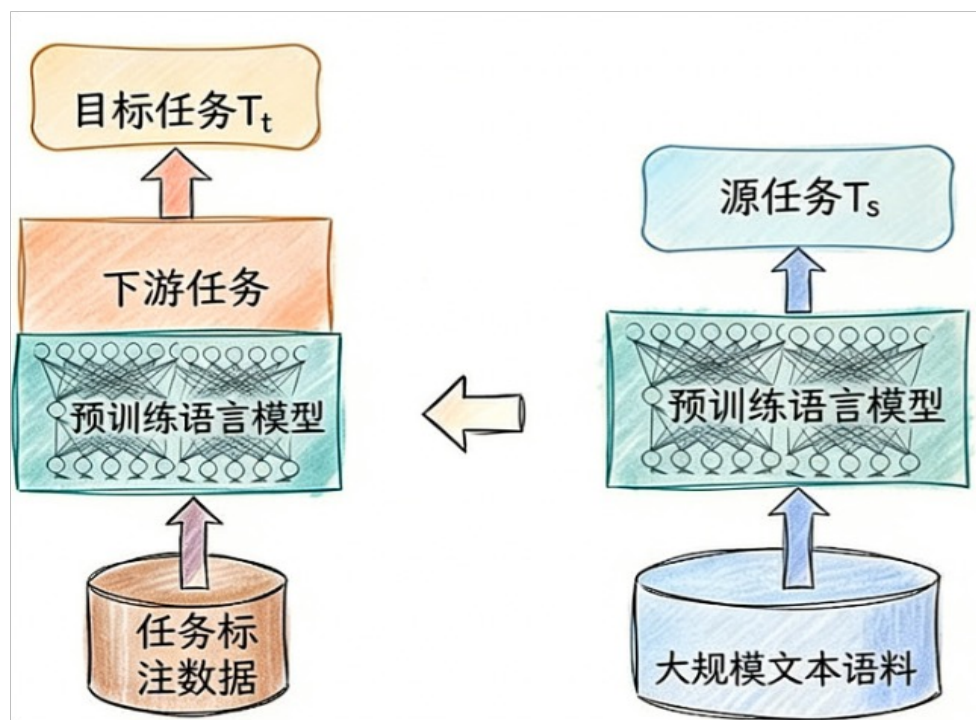 目标任务Tt
下游任务
预训练语言模型
任务标
注数据
源任务Ts
预训练语言模型
大规模文本语料